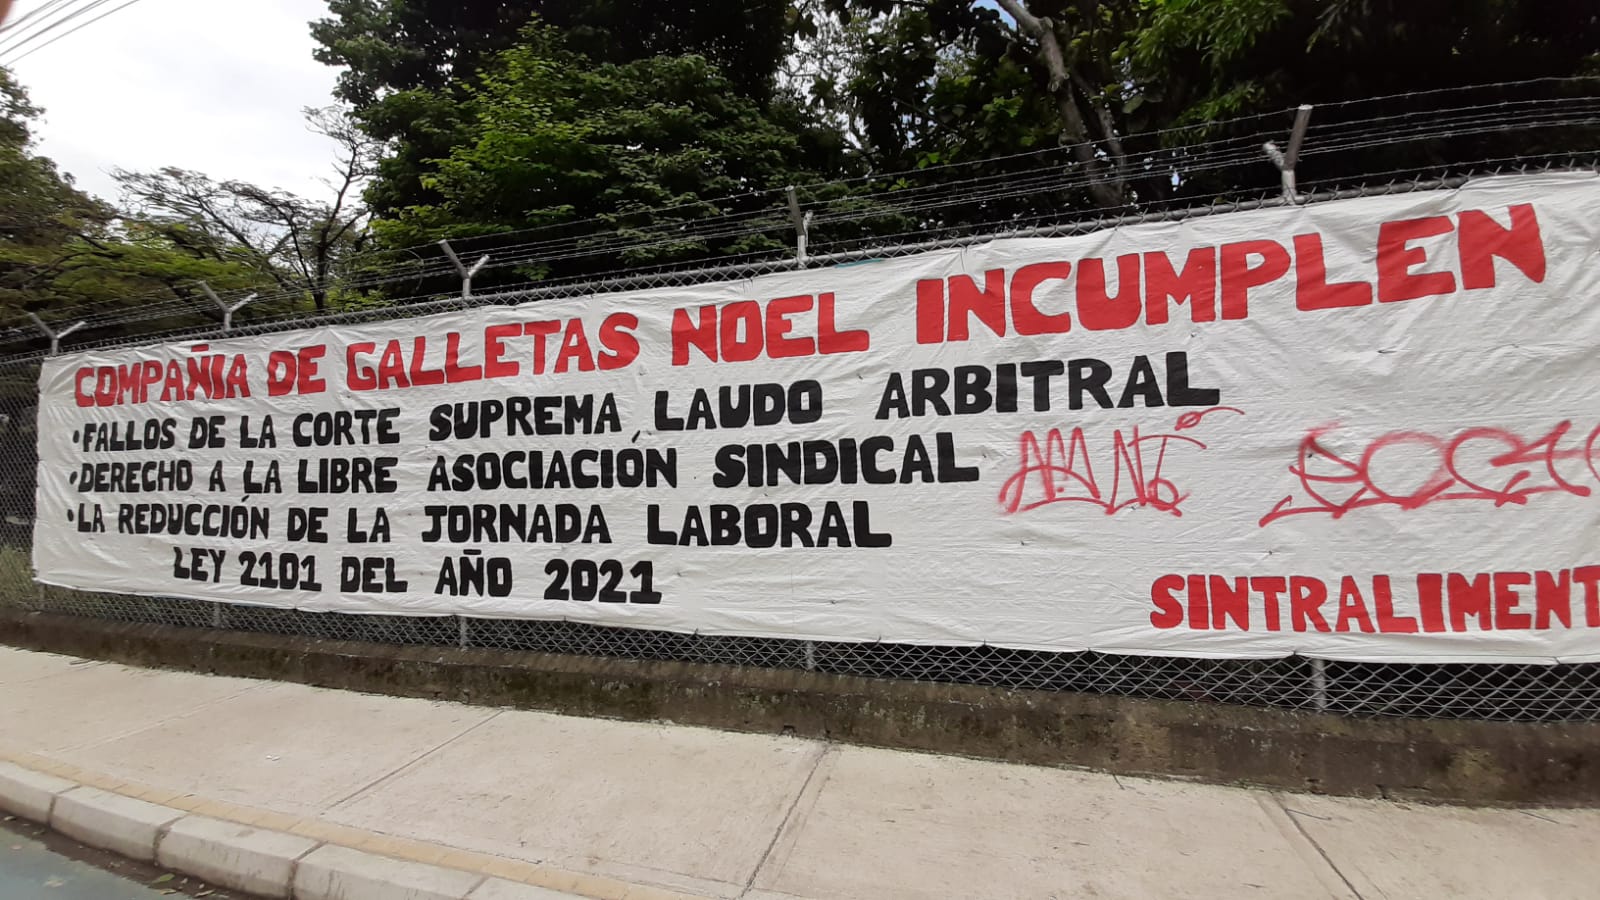 COMPAÑIA DE GALLETAS NOEL INCUMPLEN
•FALLOS DE LA CORTE SUPREMA LAUDO ARBITRAL
•DERECHO A LA LIBRE ASOCIACIÓN SINDICAL
•LA REDUCCIÓN DE LA JORNADA LABORAL
LEY 2101 DEL AÑO 2021
SINTRALIMENT